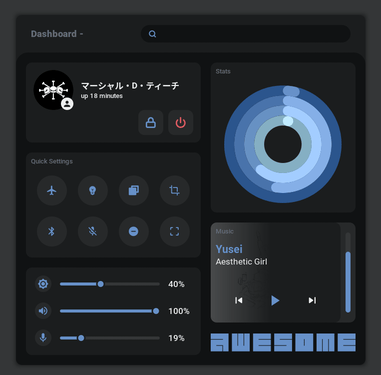 Dashboard -
Stats
マーシャル・D・ティーチ
up 18 minutes
Quick Settings
Music
Yusei
Aesthetic Girl
40%
100%
19%
AWESOME